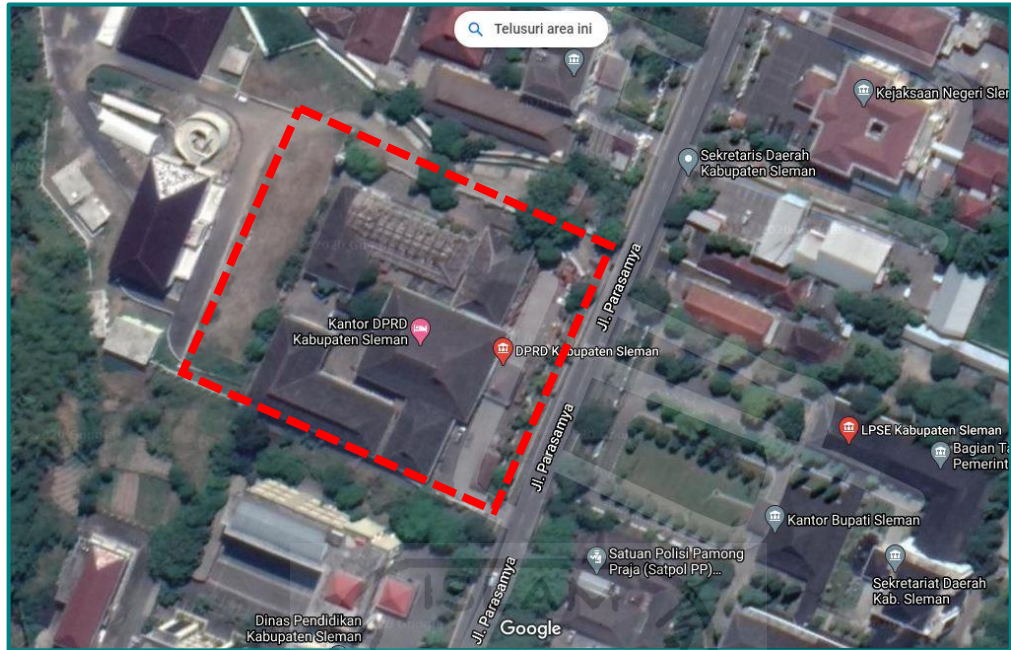 Telusuri area ini
Kejaksaan Negeri Slem
Sekretaris Daerah
Kabupaten Sleman
Jl. Parasamya
Kantor DPRD
Kabupaten Sleman
DPRD Kabupaten Sleman
Jl. Parasamya
LPSE Kabupaten Sleman
Bagian Ta
Pemerint
Kantor Bupati Sleman
Satuan Polisi Pamong
Praja (Satpol PP)...
Sekretariat Daerah
Kab. Sleman
Jl. Parasamya
Dinas Pendidikan
Kabupaten Sleman
Google